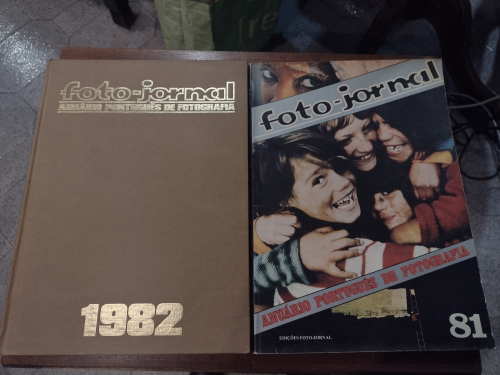 foto-jornal
ANUÁRIO PORTUGUÊS DE FOTOGRAFIA
1982
foto-jornal
ANUÁRIO PORTUGUÊS DE FOTOGRAFIA
EDIÇÕES FOTO-JORNAL
81